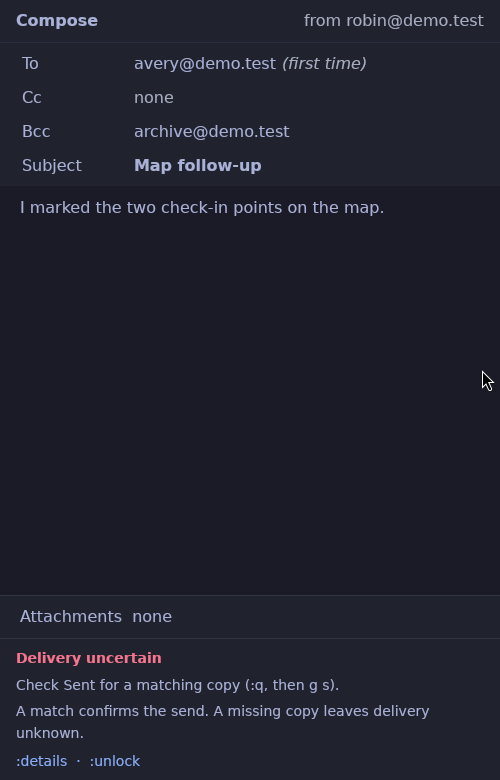 Compose from robin@demo.test
To avery@demo.test (first time)
Cc none
Bcc archive@demo.test
Subject Map follow-up
I marked the two check-in points on the map.
Attachments none
Delivery uncertain
Check Sent for a matching copy (:q, then g s).
A match confirms the send. A missing copy leaves delivery
unknown.
:details · :unlock